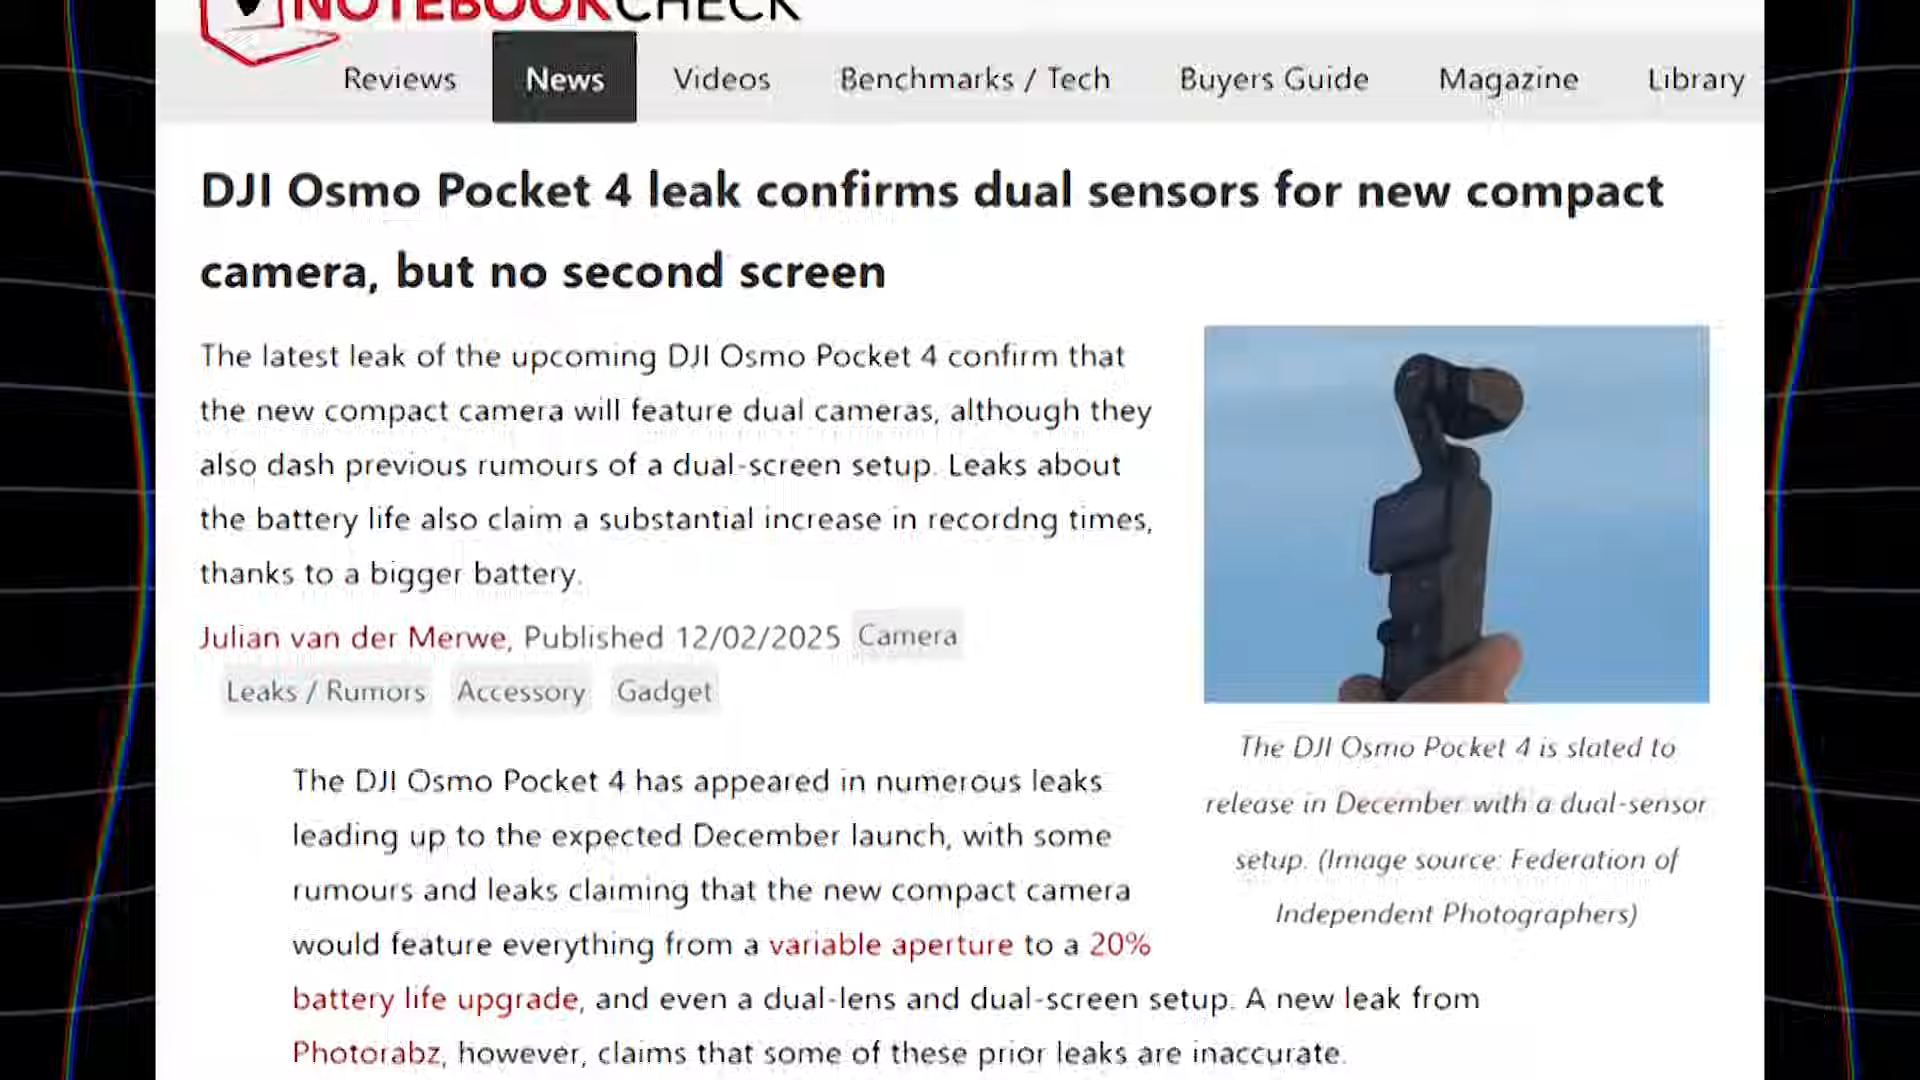 NOTEBOOKCHECK
Reviews
News
Videos
Benchmarks / Tech
Buyers Guide
Magazine
Library
DJI Osmo Pocket 4 leak confirms dual sensors for new compact
camera, but no second screen
The latest leak of the upcoming DJI Osmo Pocket 4 confirm that
the new compact camera will feature dual cameras, although they
also dash previous rumours of a dual-screen setup. Leaks about
the battery life also claim a substantial increase in recordng times,
thanks to a bigger battery.
Julian van der Merwe, Published 12/02/2025 Camera
Leaks / Rumors Accessory Gadget
The DJI Osmo Pocket 4 is slated to
release in December with a dual-sensor
setup. (Image source: Federation of
Independent Photographers)
The DJI Osmo Pocket 4 has appeared in numerous leaks
leading up to the expected December launch, with some
rumours and leaks claiming that the new compact camera
would feature everything from a variable aperture to a 20%
battery life upgrade, and even a dual-lens and dual-screen setup. A new leak from
Photorabz, however, claims that some of these prior leaks are inaccurate.